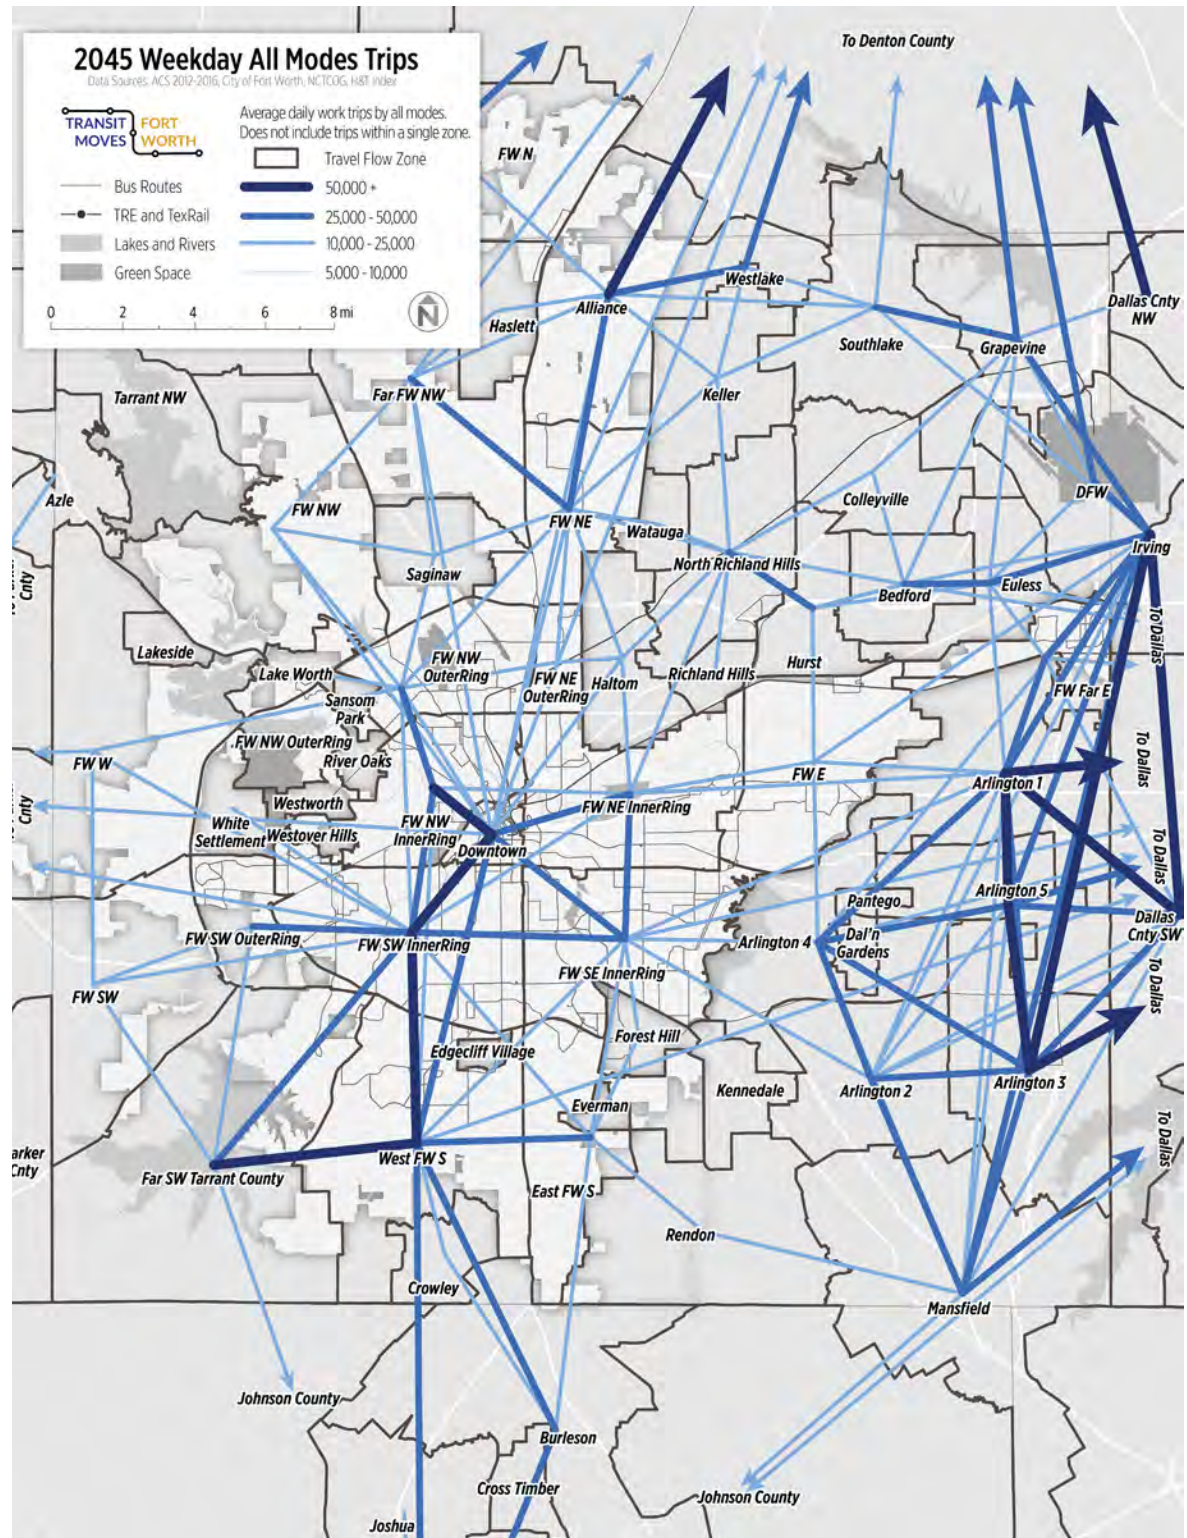 2045 Weekday All Modes Trips
Data Sources: ACS 2012-2016, City of Fort Worth, NCTCOG, H&T Index
TRANSIT MOVES
FORT WORTH
Average daily work trips by all modes.
Does not include trips within a single zone.
Travel Flow Zone
Bus Routes
50,000 +
TRE and TexRail
25,000 - 50,000
Lakes and Rivers
10,000 - 25,000
Green Space
5,000 - 10,000
0 2 4 6 8 mi
N
To Denton County
FW N
Westlake
Alliance
Dallas Cnty
NW
Haslett
Southlake
Grapevine
Tarrant NW
Far FW NW
Keller
Azle
FW NW
Colleyville
DFW
FW NE
Watauga
Irving
Cnty
Saginaw
North Richland Hills
Bedford
Euless
To Dallas
Lakeside
Lake Worth
FW NW
OuterRing
FW NE
OuterRing
Haltom
Richland Hills
Hurst
FW Far E
Sansom
Park
FW NW OuterRing
River Oaks
FW W
To Dallas
FW E
Arlington 1
Westworth
FW NE InnerRing
Cnty
White
Settlement
Westover Hills
FW NW
InnerRing
Downtown
To Dallas
Arlington 5
Pantego
Dallas
Cnty SW
FW SW OuterRing
FW SW InnerRing
Arlington 4
Dal'n
Gardens
FW SE InnerRing
To Dallas
FW SW
Forest Hill
Edgecliff Village
Kennedale
Arlington 2
Arlington 3
Everman
To Dallas
arker
Cnty
Far SW Tarrant County
West FW S
East FW S
Rendon
Crowley
Mansfield
Johnson County
Burleson
Cross Timber
Johnson County
Joshua